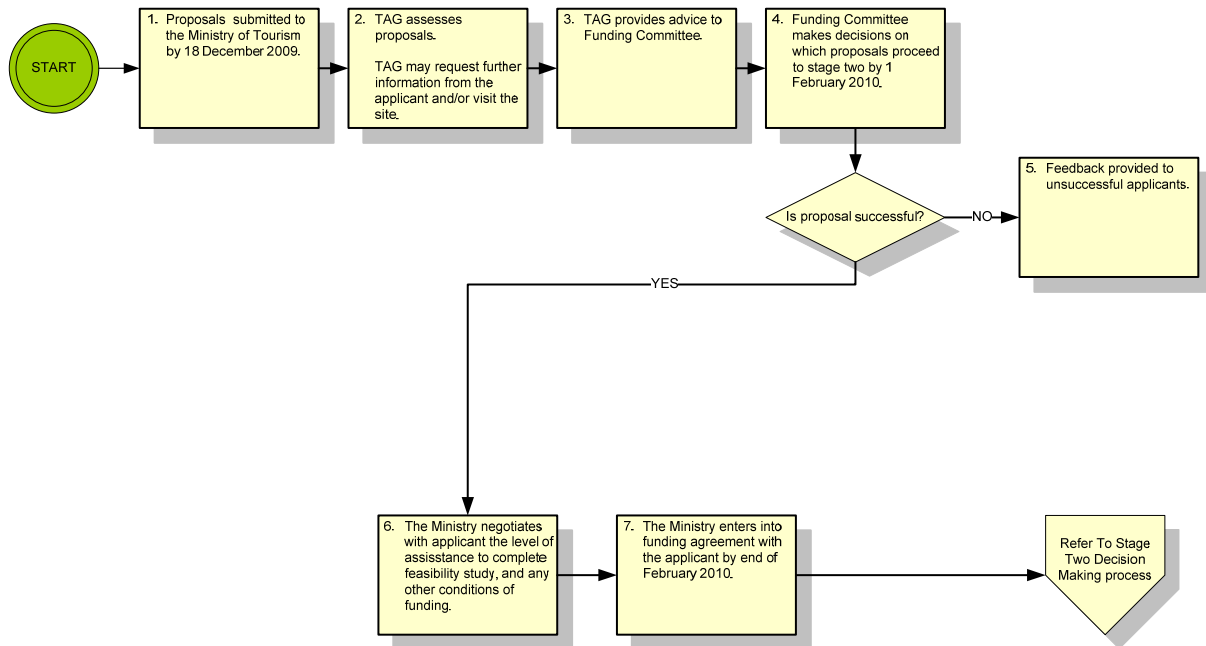 START
1. Proposals submitted to
the Ministry of Tourism
by 18 December 2009.
2. TAG assesses
proposals.
TAG may request further
information from the
applicant and/or visit the
site.
3. TAG provides advice to
Funding Committee.
4. Funding Committee
makes decisions on
which proposals proceed
to stage two by 1
February 2010.
Is proposal successful?
NO
5. Feedback provided to
unsuccessful applicants.
YES
6. The Ministry negotiates
with applicant the level of
assisstance to complete
feasibility study, and any
other conditions of
funding.
7. The Ministry enters into
funding agreement with
the applicant by end of
February 2010.
Refer To Stage
Two Decision
Making process